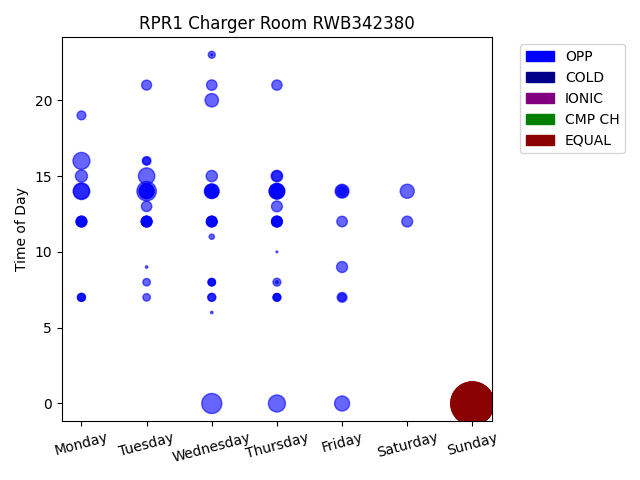 RPR1 Charger Room RWB342380
OPP
COLD
IONIC
CMP CH
EQUAL
Time of Day
20
15
10
5
0
Monday
Tuesday
Wednesday
Thursday
Friday
Saturday
Sunday